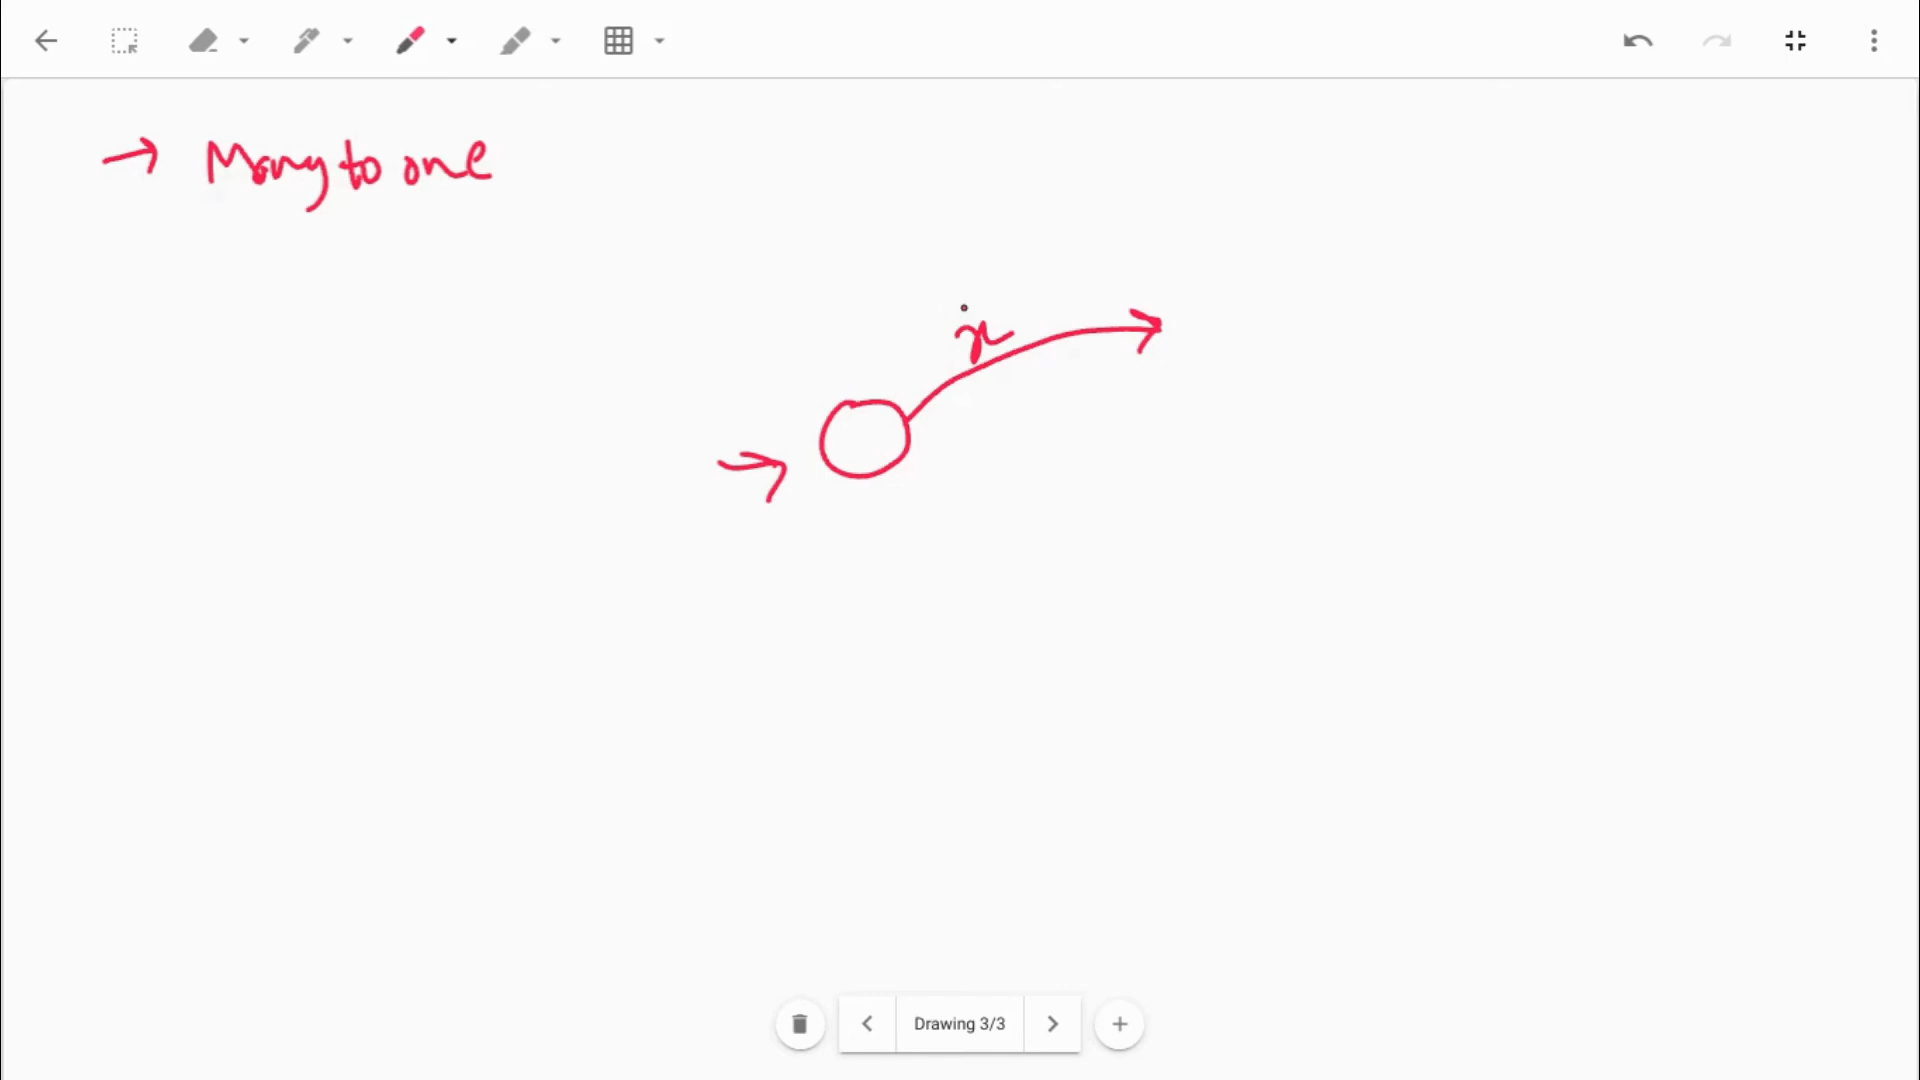 → Many to one
x
Drawing 3/3